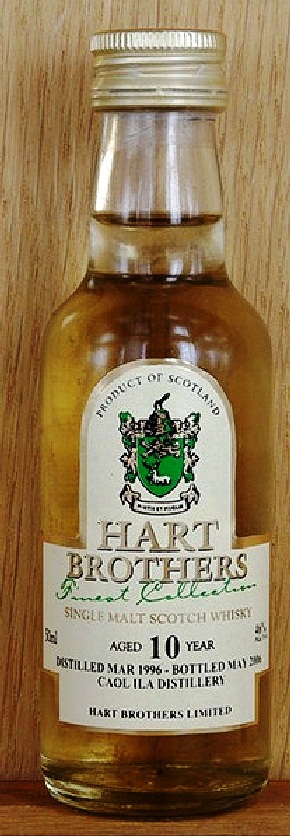 PRODUCT OF SCOTLAND
HART
BROTHERS
Finest Collection
SINGLE MALT SCOTCH WHISKY
50ml
AGED 10 YEAR
DISTILLED MAR 1996 - BOTTLED MAY 2006
CAOL ILA DISTILLERY
HART BROTHERS LIMITED